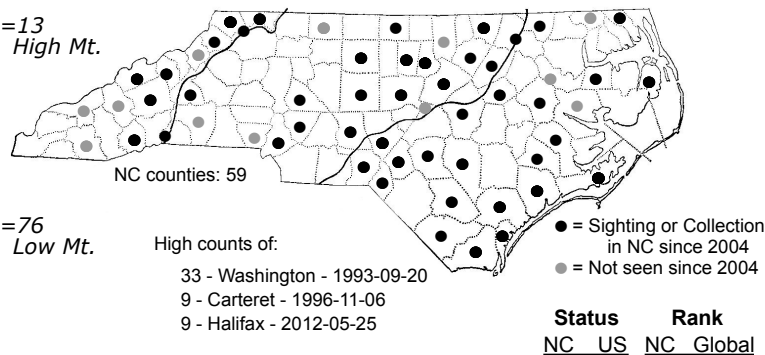 =13
High Mt.
NC counties: 59
=76
Low Mt.
High counts of:
33 - Washington - 1993-09-20
9 - Carteret - 1996-11-06
9 - Halifax - 2012-05-25
= Sighting or Collection
in NC since 2004
= Not seen since 2004
Status Rank
NC US NC Global